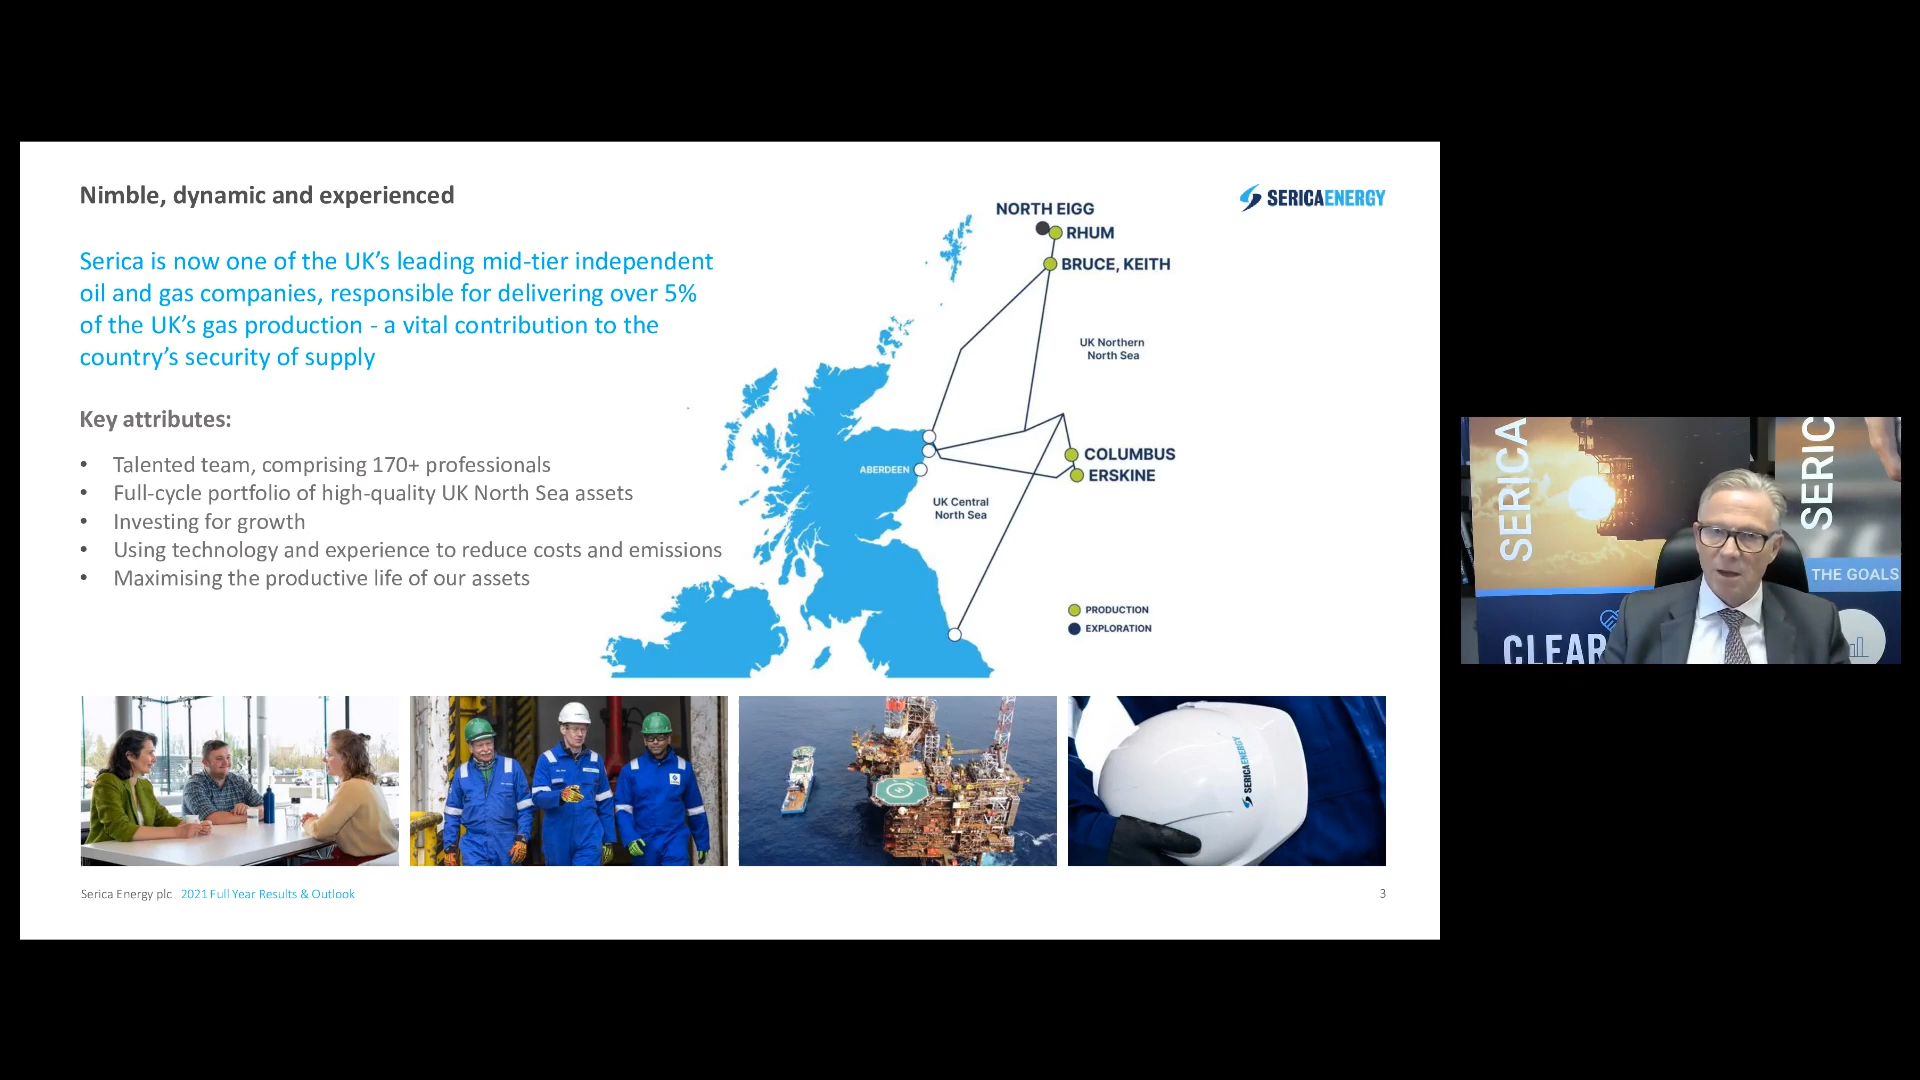 Nimble, dynamic and experienced
SERICAENERGY
Serica is now one of the UK’s leading mid-tier independent
oil and gas companies, responsible for delivering over 5%
of the UK’s gas production - a vital contribution to the
country’s security of supply
Key attributes:
• Talented team, comprising 170+ professionals
• Full-cycle portfolio of high-quality UK North Sea assets
• Investing for growth
• Using technology and experience to reduce costs and emissions
• Maximising the productive life of our assets
NORTH EIGG
RHUM
BRUCE, KEITH
UK Northern
North Sea
COLUMBUS
ERSKINE
ABERDEEN
UK Central
North Sea
PRODUCTION
EXPLORATION
H
SERICAENERGY
Serica Energy plc 2021 Full Year Results & Outlook
3
SERICA
SERIC
THE GOALS
CLEAR